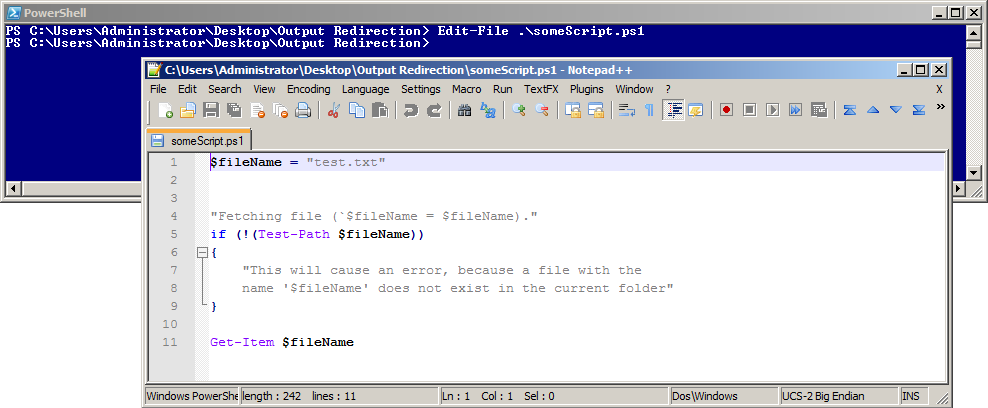 PowerShell
PS C:\Users\Administrator\Desktop\Output Redirection> Edit-File .\someScript.ps1
PS C:\Users\Administrator\Desktop\Output Redirection>
C:\Users\Administrator\Desktop\Output Redirection\someScript.ps1 - Notepad++
File Edit Search View Encoding Language Settings Macro Run TextFX Plugins Window ? X
someScript.ps1
1 $fileName = "test.txt"
2
3
4 "Fetching file (`$fileName = $fileName)."
5 if (!(Test-Path $fileName))
6 {
7 "This will cause an error, because a file with the
8 name '$fileName' does not exist in the current folder"
9 }
10
11 Get-Item $fileName
Windows PowerShe length : 242 lines : 11 Ln : 1 Col : 1 Sel : 0 Dos\Windows UCS-2 Big Endian INS